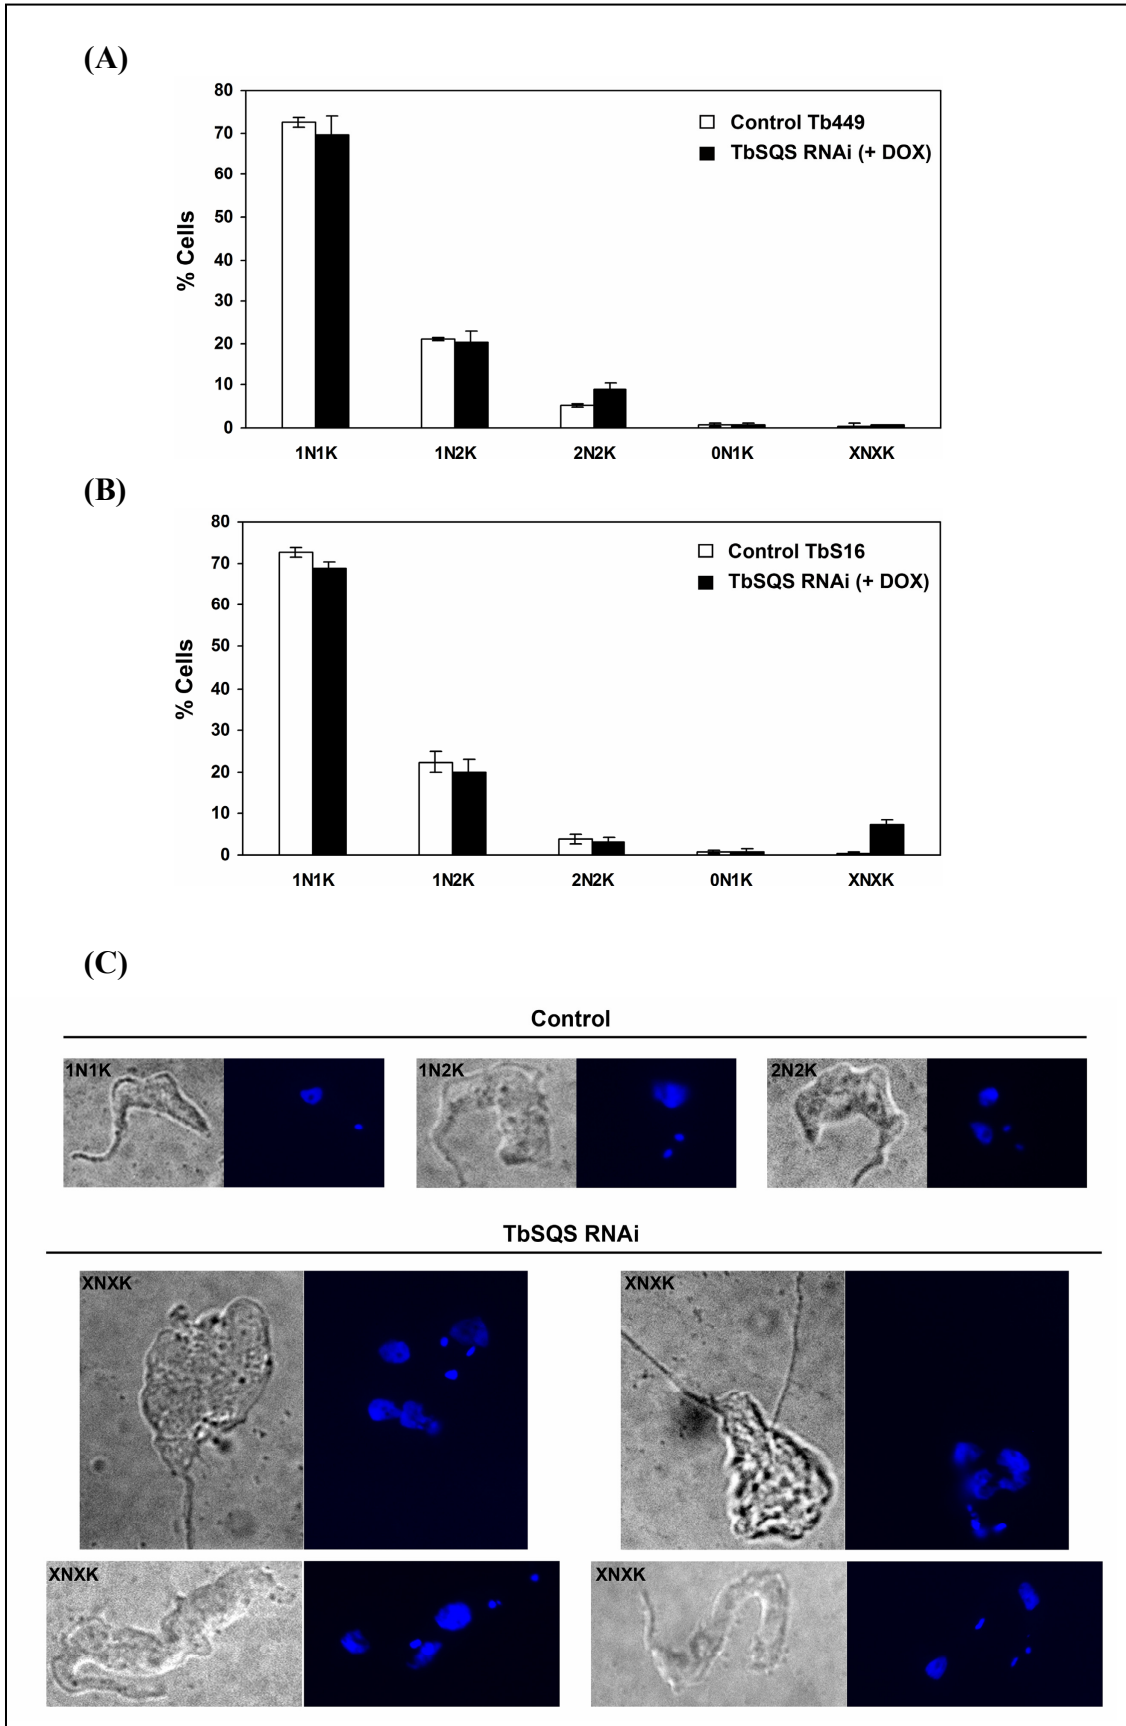 (A)
80
70
60
50
40
30
20
10
0
% Cells
Control Tb449
TbSQS RNAi (+ DOX)
1N1K 1N2K 2N2K 0N1K XNXK
(B)
80
70
60
50
40
30
20
10
0
% Cells
Control TbS16
TbSQS RNAi (+ DOX)
1N1K 1N2K 2N2K 0N1K XNXK
(C)
Control
1N1K 1N2K 2N2K
TbSQS RNAi
XNXK XNXK
XNXK XNXK